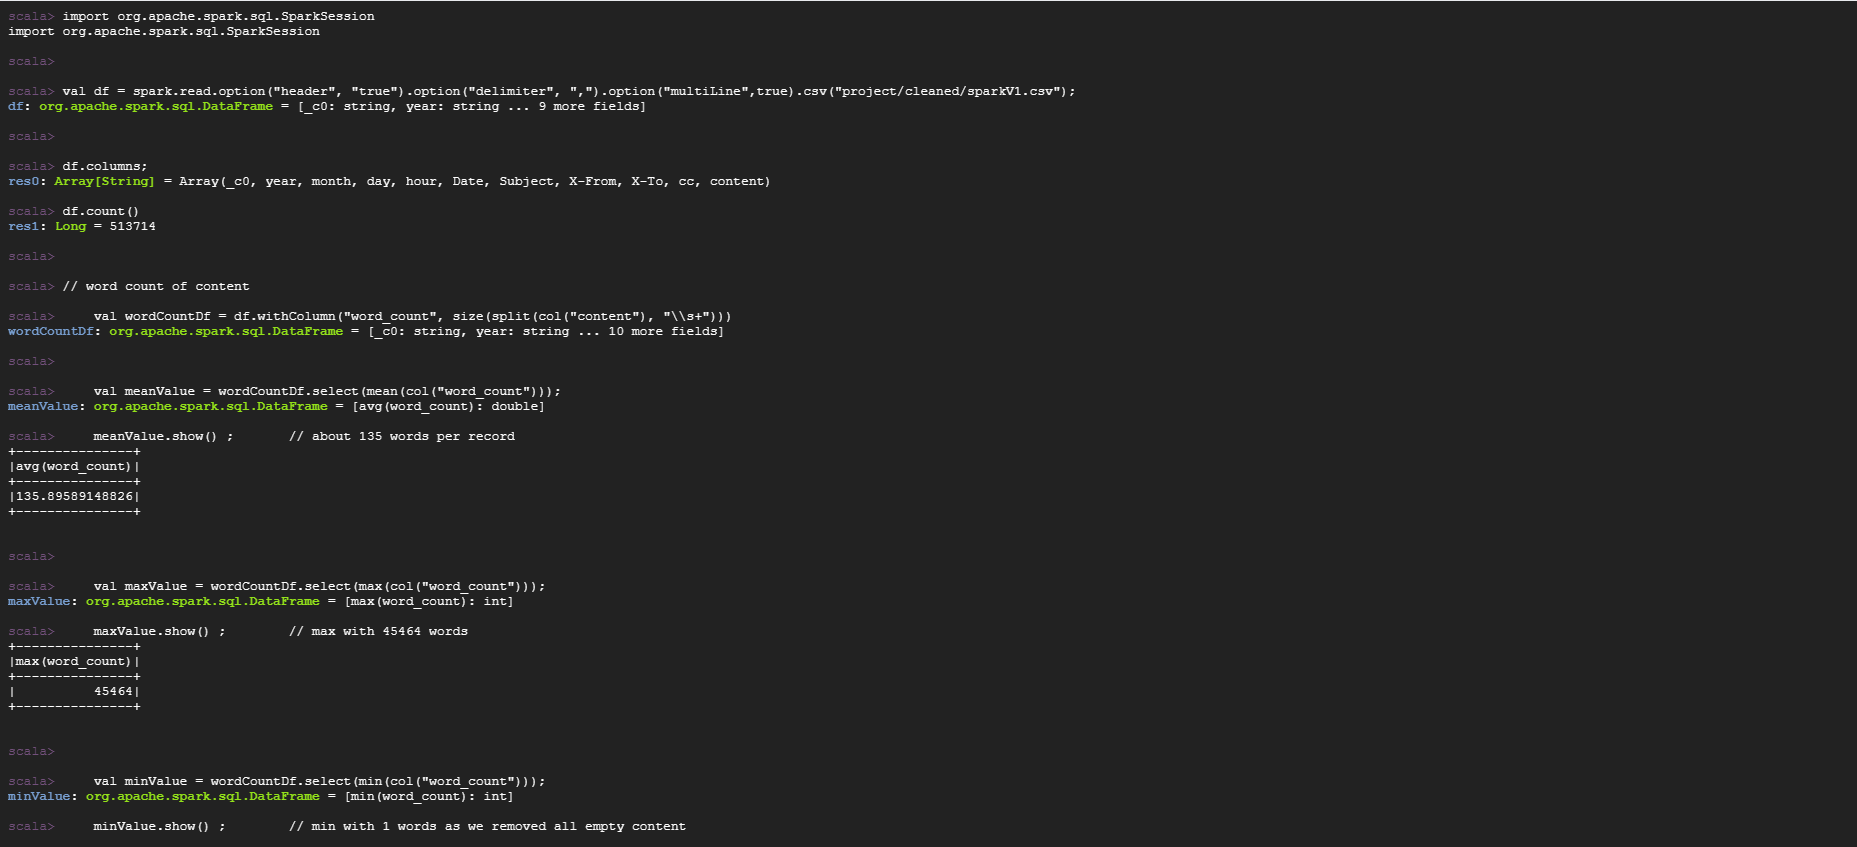 scala> import org.apache.spark.sql.SparkSession
import org.apache.spark.sql.SparkSession
scala>
scala> val df = spark.read.option("header", "true").option("delimiter", ",").option("multiLine",true).csv("project/cleaned/sparkV1.csv");
df: org.apache.spark.sql.DataFrame = [_c0: string, year: string ... 9 more fields]
scala>
scala> df.columns;
res0: Array[String] = Array(_c0, year, month, day, hour, Date, Subject, X-From, X-To, cc, content)
scala> df.count()
res1: Long = 513714
scala>
scala> // word count of content
scala>     val wordCountDf = df.withColumn("word_count", size(split(col("content"), "\\s+")))
wordCountDf: org.apache.spark.sql.DataFrame = [_c0: string, year: string ... 10 more fields]
scala>
scala>     val meanValue = wordCountDf.select(mean(col("word_count")));
meanValue: org.apache.spark.sql.DataFrame = [avg(word_count): double]
scala>     meanValue.show() ;       // about 135 words per record
+---------------+
|avg(word_count)|
+---------------+
|135.89589148826|
+---------------+
scala>
scala>     val maxValue = wordCountDf.select(max(col("word_count")));
maxValue: org.apache.spark.sql.DataFrame = [max(word_count): int]
scala>     maxValue.show() ;        // max with 45464 words
+---------------+
|max(word_count)|
+---------------+
|          45464|
+---------------+
scala>
scala>     val minValue = wordCountDf.select(min(col("word_count")));
minValue: org.apache.spark.sql.DataFrame = [min(word_count): int]
scala>     minValue.show() ;        // min with 1 words as we removed all empty content